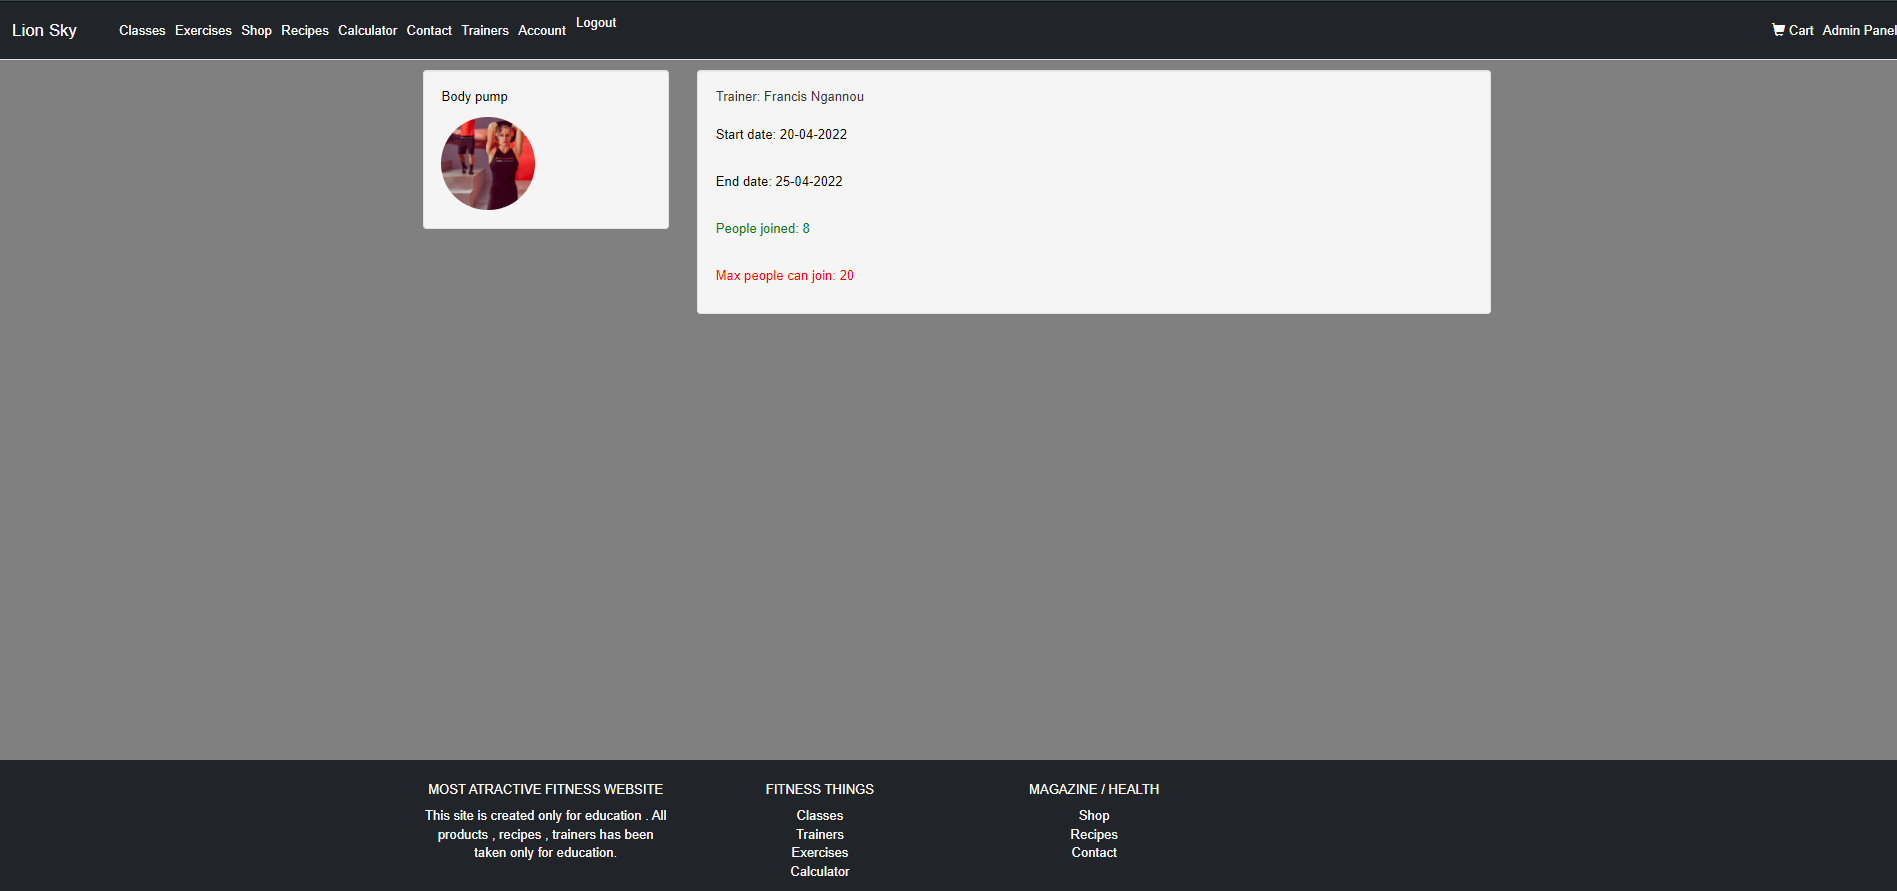 Lion Sky Classes Exercises Shop Recipes Calculator Contact Trainers Account Logout Cart Admin Panel
Body pump
Trainer: Francis Ngannou
Start date: 20-04-2022
End date: 25-04-2022
People joined: 8
Max people can join: 20
MOST ATRACTIVE FITNESS WEBSITE
This site is created only for education . All
products , recipes , trainers has been
taken only for education.
FITNESS THINGS
Classes
Trainers
Exercises
Calculator
MAGAZINE / HEALTH
Shop
Recipes
Contact